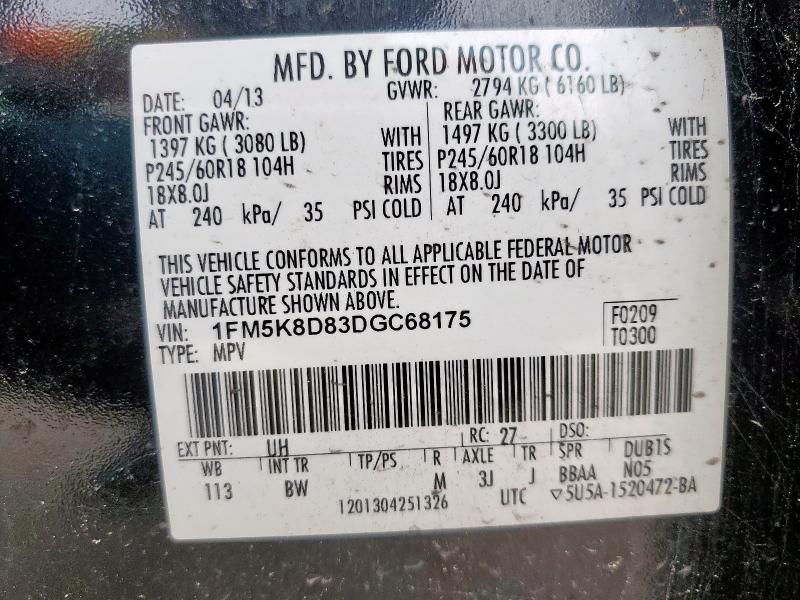 MFD. BY FORD MOTOR CO.
DATE: 04/13 GVWR: 2794 KG ( 6160 LB)
FRONT GAWR: REAR GAWR:
1397 KG ( 3080 LB) WITH 1497 KG ( 3300 LB) WITH
P245/60R18 104H TIRES P245/60R18 104H TIRES
18X8.0J RIMS 18X8.0J RIMS
AT 240 kPa/ 35 PSI COLD AT 240 kPa/ 35 PSI COLD
THIS VEHICLE CONFORMS TO ALL APPLICABLE FEDERAL MOTOR
VEHICLE SAFETY STANDARDS IN EFFECT ON THE DATE OF
MANUFACTURE SHOWN ABOVE.
VIN: 1FM5K8D83DGC68175 F0209
TYPE: MPV T0300
EXT PNT: UH RC: 27 DSO:
WB INT TR TP/PS R AXLE TR SPR DUB1S
113 BW M 3J J BBAA N05
1201304251326 UTC ▽5U5A-1520472-BA